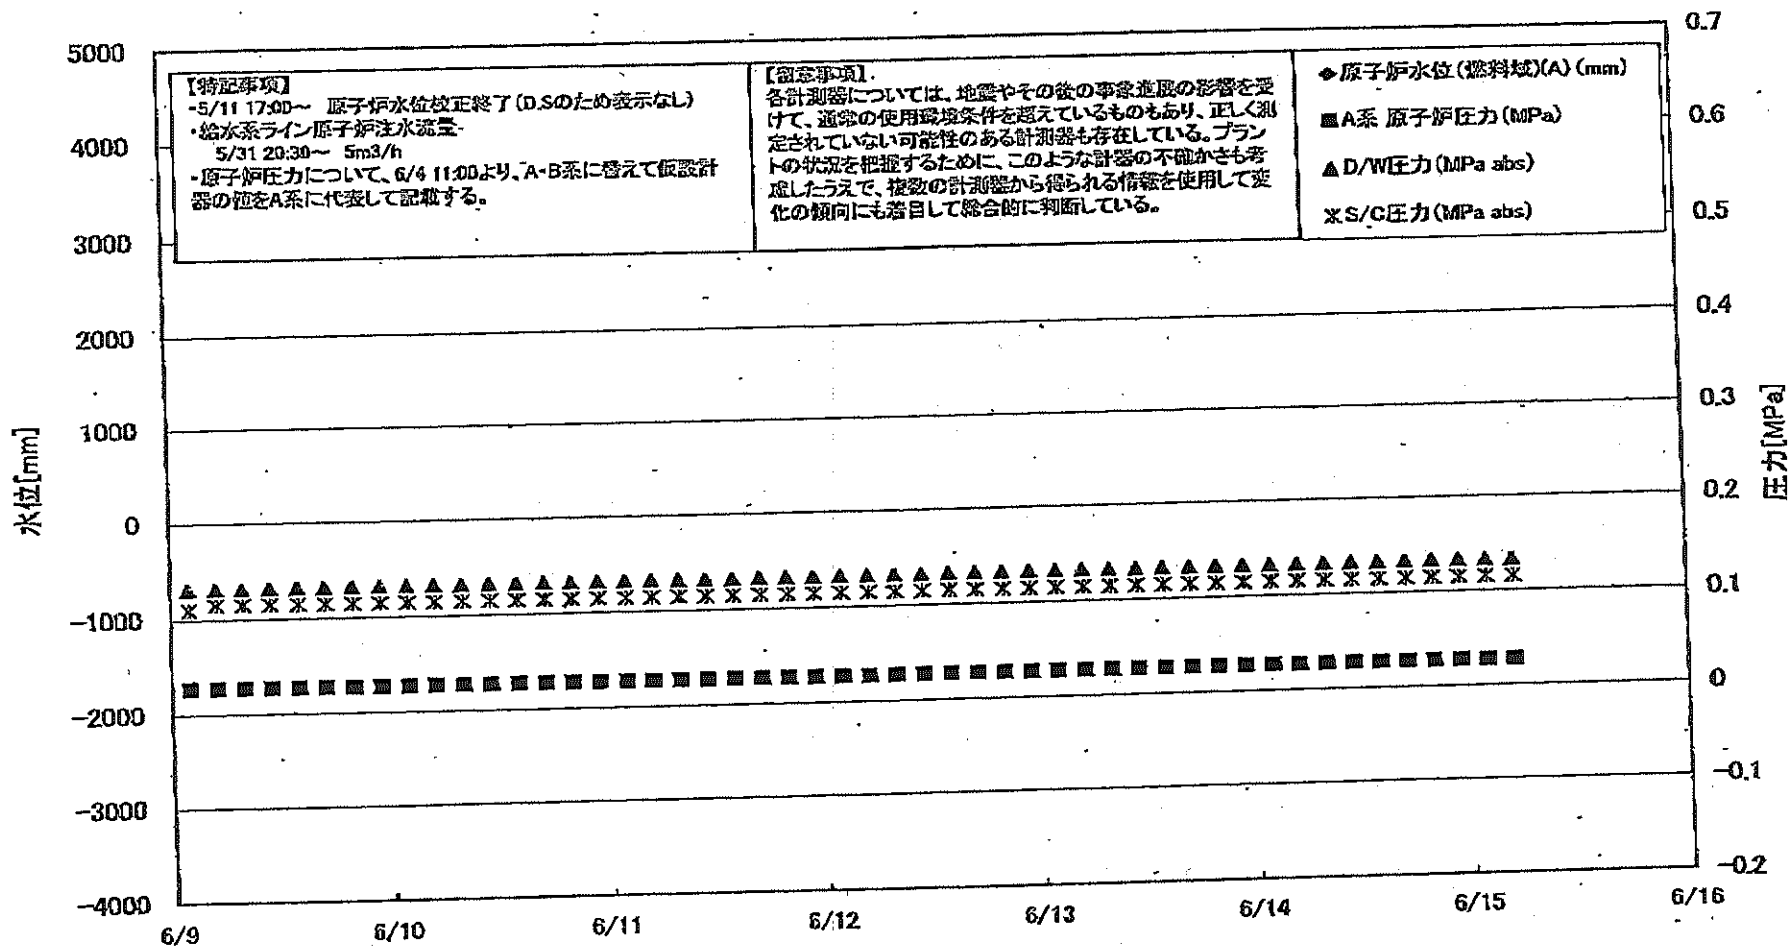 5000
4000
3000
2000
1000
0
-1000
-2000
-3000
-4000
水位[mm]
【特記事項】
・5/11 17:00～ 原子炉水位校正終了(D.Sのため表示なし)
・給水系ライン原子炉注水流量
5/31 20:30～ 5m3/h
・原子炉圧力について、6/4 11:00より、A・B系に替えて仮設計
器の値をA系に代表して記載する。
【留意事項】
各計測器については、地震やその後の事象進展の影響を受
けて、通常の使用環境条件を超えているものもあり、正しく測
定されていない可能性のある計測器も存在している。プラン
トの状況を把握するために、このような計器の不確かさも考
慮したうえで、複数の計測器から得られる情報を使用して変
化の傾向にも着目して総合的に判断している。
◆原子炉水位(燃料域)(A)(mm)
■A系 原子炉圧力(MPa)
▲D/W圧力(MPa abs)
※S/C圧力(MPa abs)
0.7
0.6
0.5
0.4
0.3
0.2
0.1
0
-0.1
-0.2
圧力[MPa]
6/9
6/10
6/11
6/12
6/13
6/14
6/15
6/16